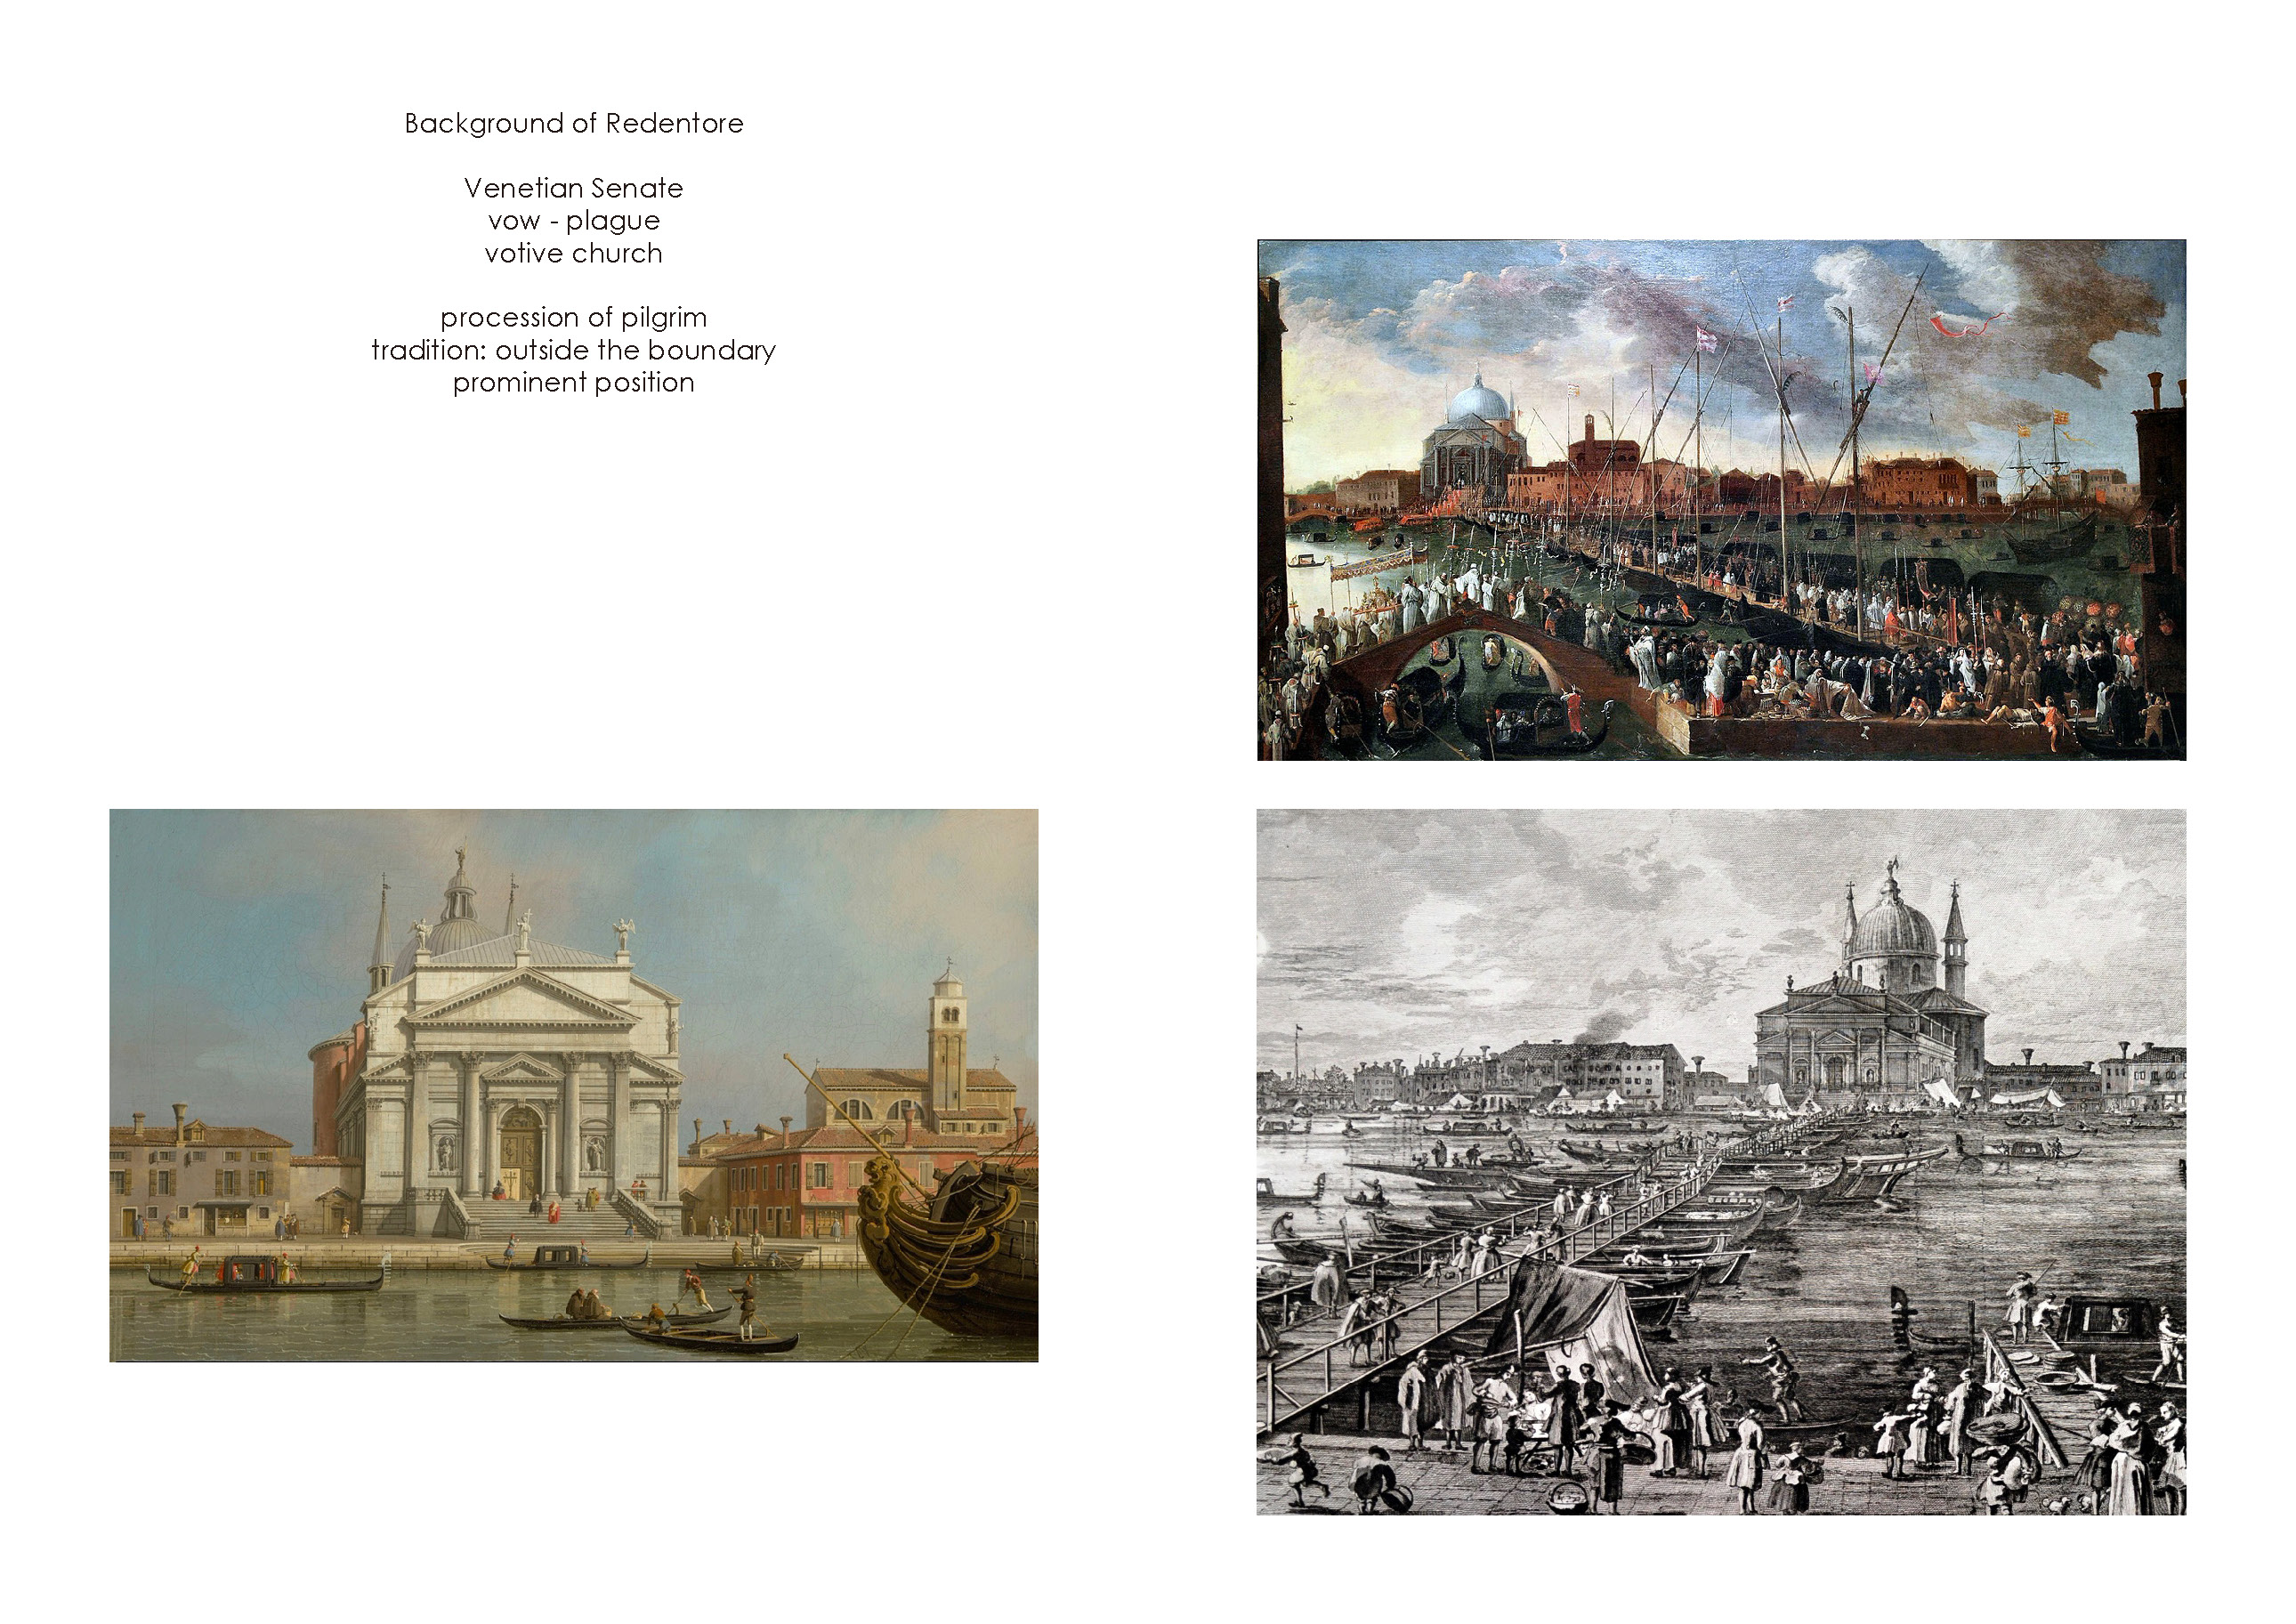 Background of Redentore
Venetian Senate
vow - plague
votive church
procession of pilgrim
tradition: outside the boundary
prominent position